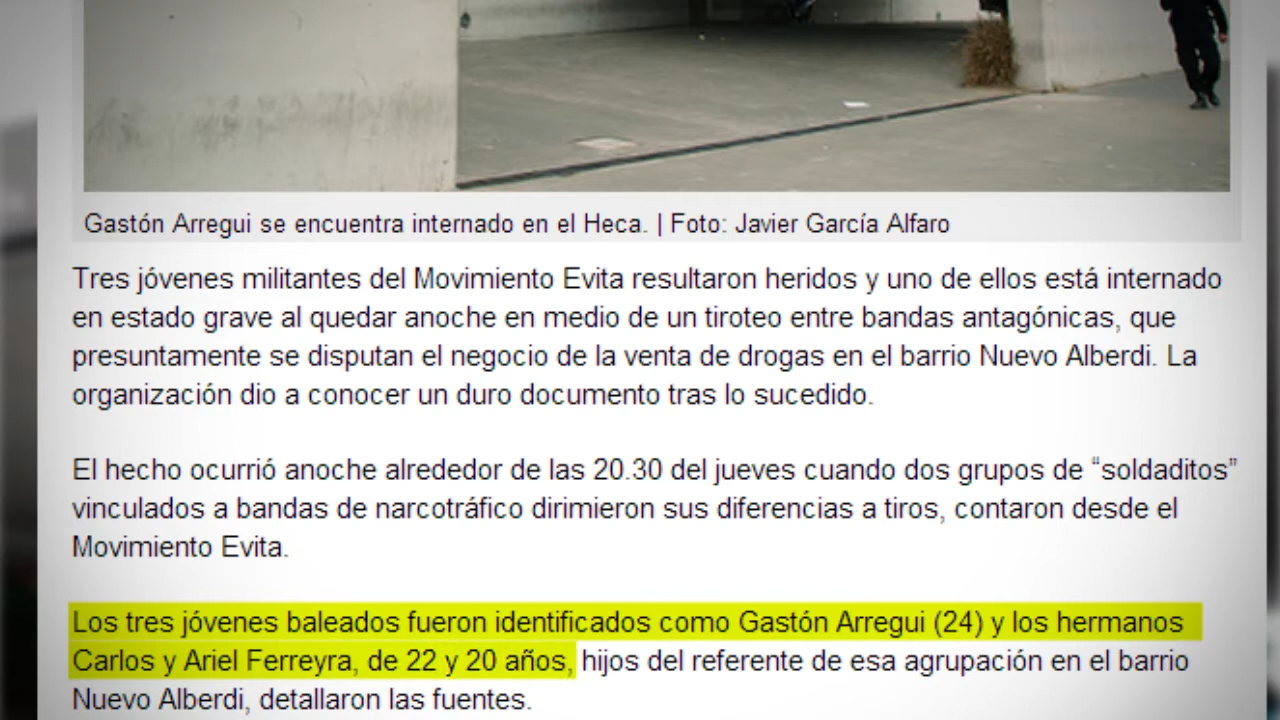 Gastón Arregui se encuentra internado en el Heca. | Foto: Javier García Alfaro
Tres jóvenes militantes del Movimiento Evita resultaron heridos y uno de ellos está internado
en estado grave al quedar anoche en medio de un tiroteo entre bandas antagónicas, que
presuntamente se disputan el negocio de la venta de drogas en el barrio Nuevo Alberdi. La
organización dio a conocer un duro documento tras lo sucedido.
El hecho ocurrió anoche alrededor de las 20.30 del jueves cuando dos grupos de “soldaditos”
vinculados a bandas de narcotráfico dirimieron sus diferencias a tiros, contaron desde el
Movimiento Evita.
Los tres jóvenes baleados fueron identificados como Gastón Arregui (24) y los hermanos
Carlos y Ariel Ferreyra, de 22 y 20 años, hijos del referente de esa agrupación en el barrio
Nuevo Alberdi, detallaron las fuentes.